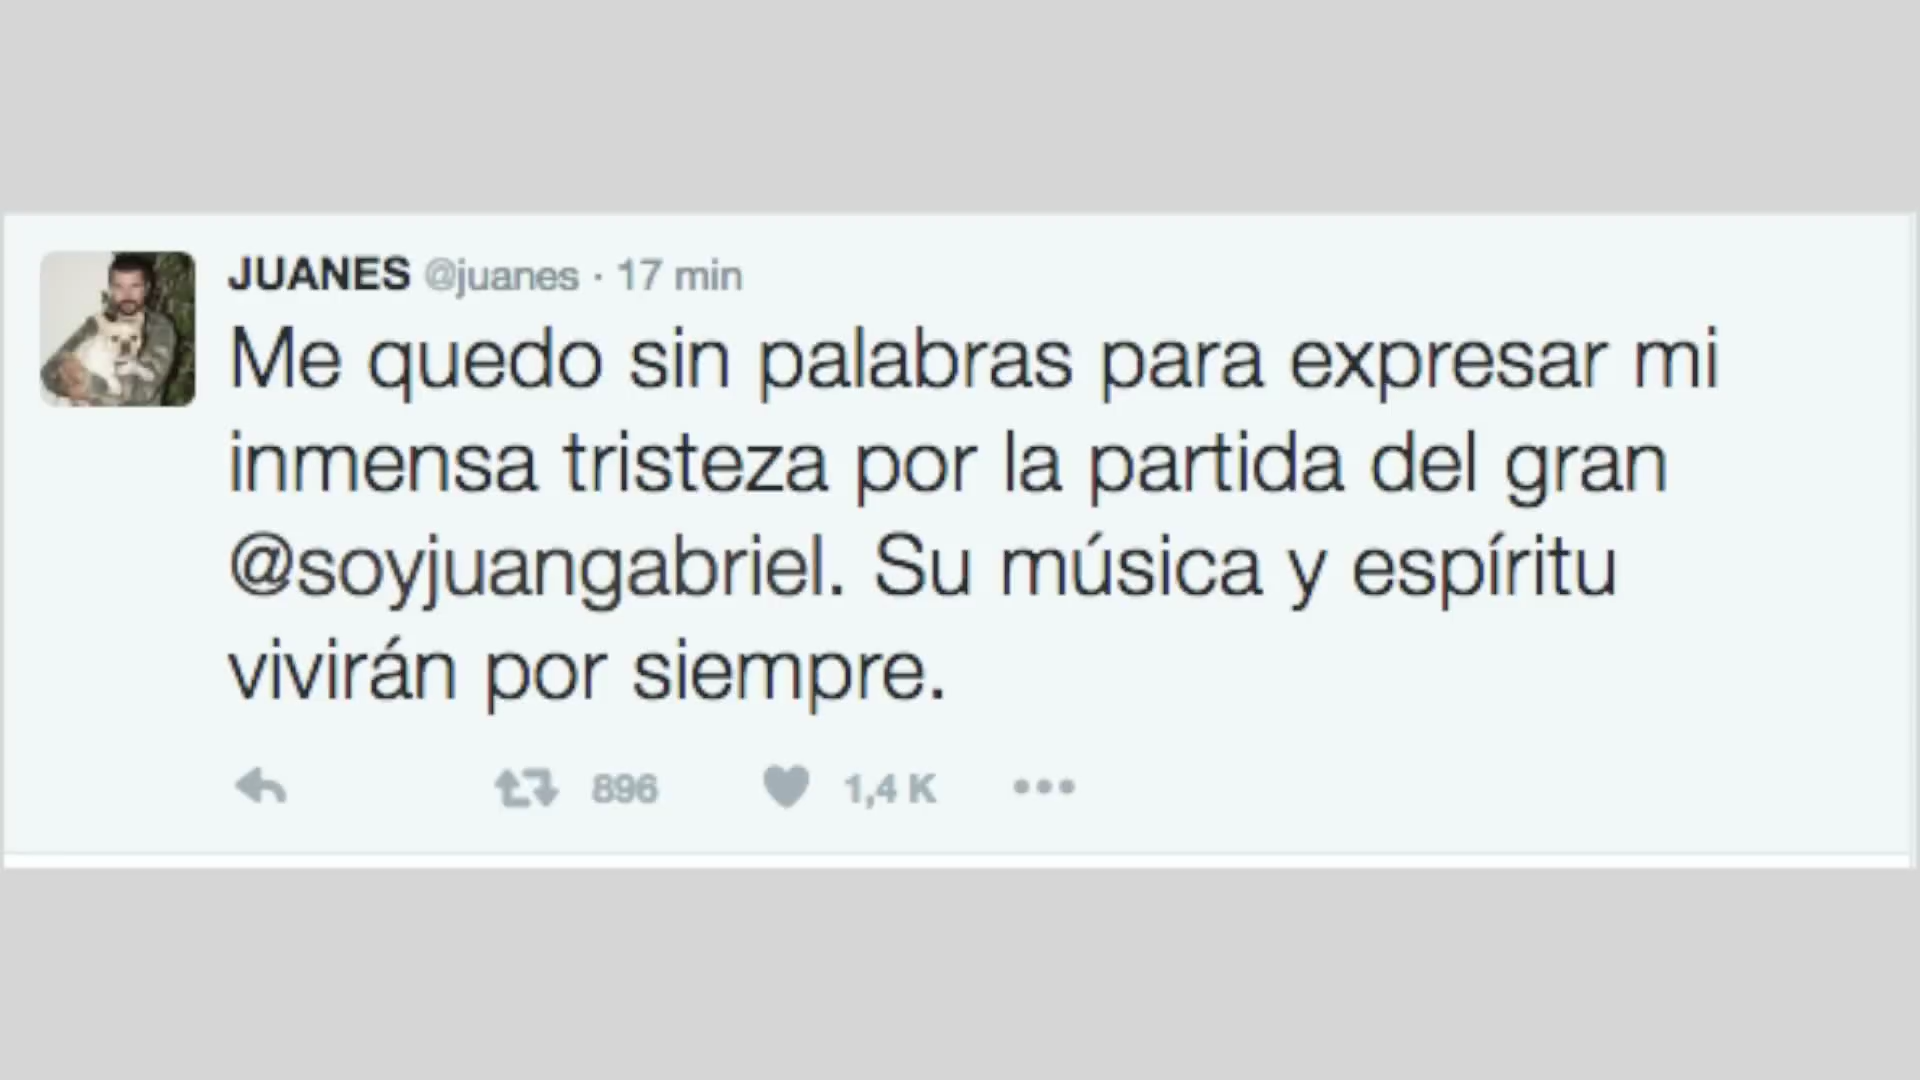 JUANES @juanes · 17 min
Me quedo sin palabras para expresar mi
inmensa tristeza por la partida del gran
@soyjuangabriel. Su música y espíritu
vivirán por siempre.
896 1,4 K